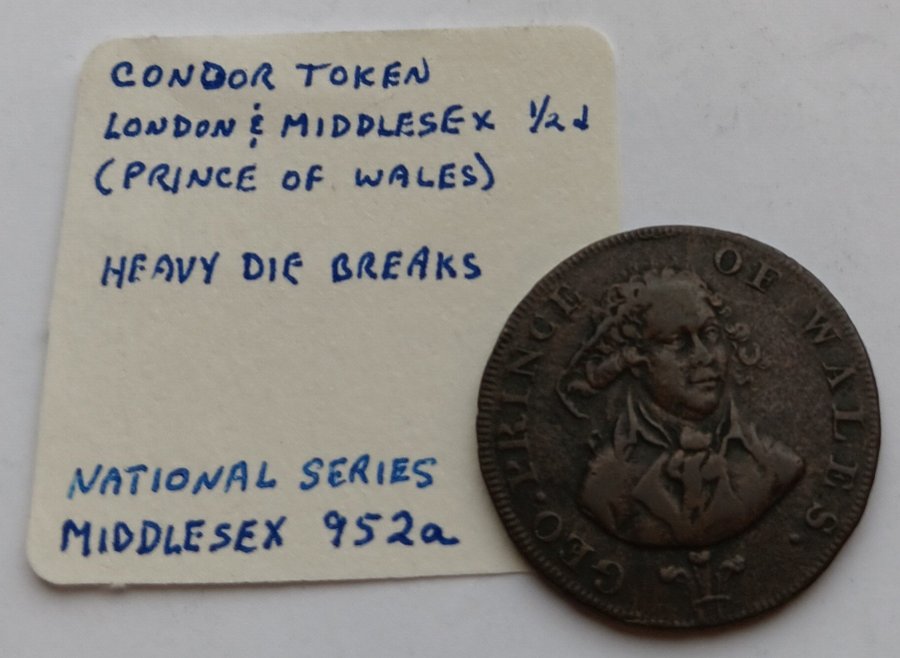 CONDOR TOKEN
LONDON & MIDDLESEX 1/2 d
(PRINCE OF WALES)
HEAVY DIE BREAKS
NATIONAL SERIES
MIDDLESEX 952a
GEO. PRINCE OF WALES.